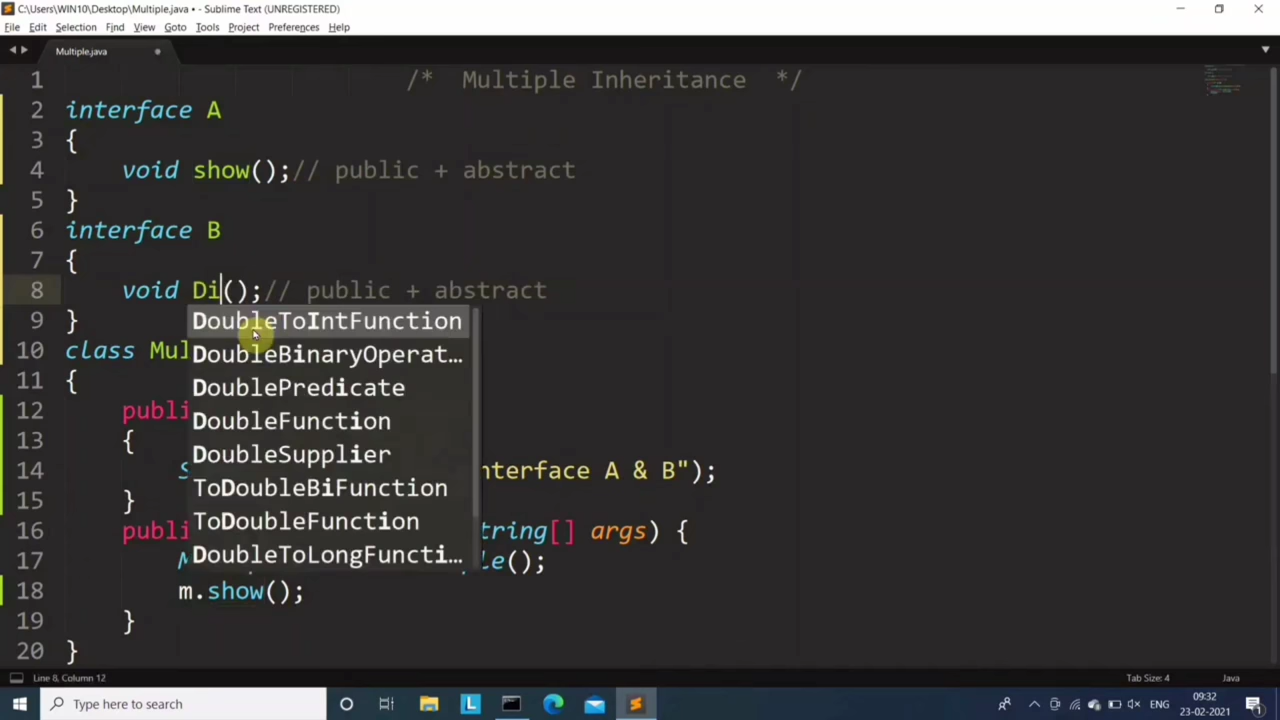 C:\Users\WIN10\Desktop\Multiple.java • - Sublime Text (UNREGISTERED)
File Edit Selection Find View Goto Tools Project Preferences Help
Multiple.java
1 /* Multiple Inheritance */
2 interface A
3 {
4 void show();// public + abstract
5 }
6 interface B
7 {
8 void Di();// public + abstract
DoubleToIntFunction
9 }
DoubleBinaryOperat…
10 class Mul
DoublePredicate
11 {
12 publi
DoubleFunction
13 {
DoubleSupplier
14 S nterface A & B");
ToDoubleBiFunction
15 }
ToDoubleFunction
16 publi tring[] args) {
DoubleToLongFuncti…
17 M le();
18 m.show();
19 }
20 }
Line 8, Column 12 Tab Size: 4 Java
Type here to search
ENG
09:32
23-02-2021
1